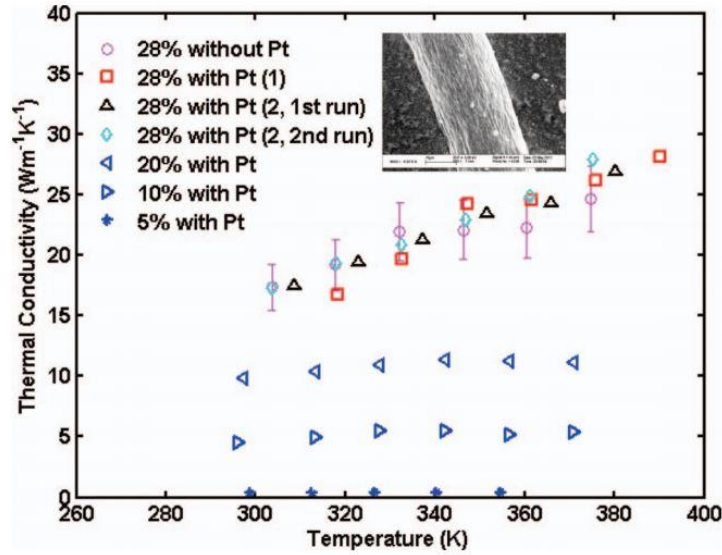 40
35
30
25
20
15
10
5
0
Thermal Conductivity (Wm⁻¹K⁻¹)
28% without Pt
28% with Pt (1)
28% with Pt (2, 1st run)
28% with Pt (2, 2nd run)
20% with Pt
10% with Pt
5% with Pt
260 280 300 320 340 360 380 400
Temperature (K)